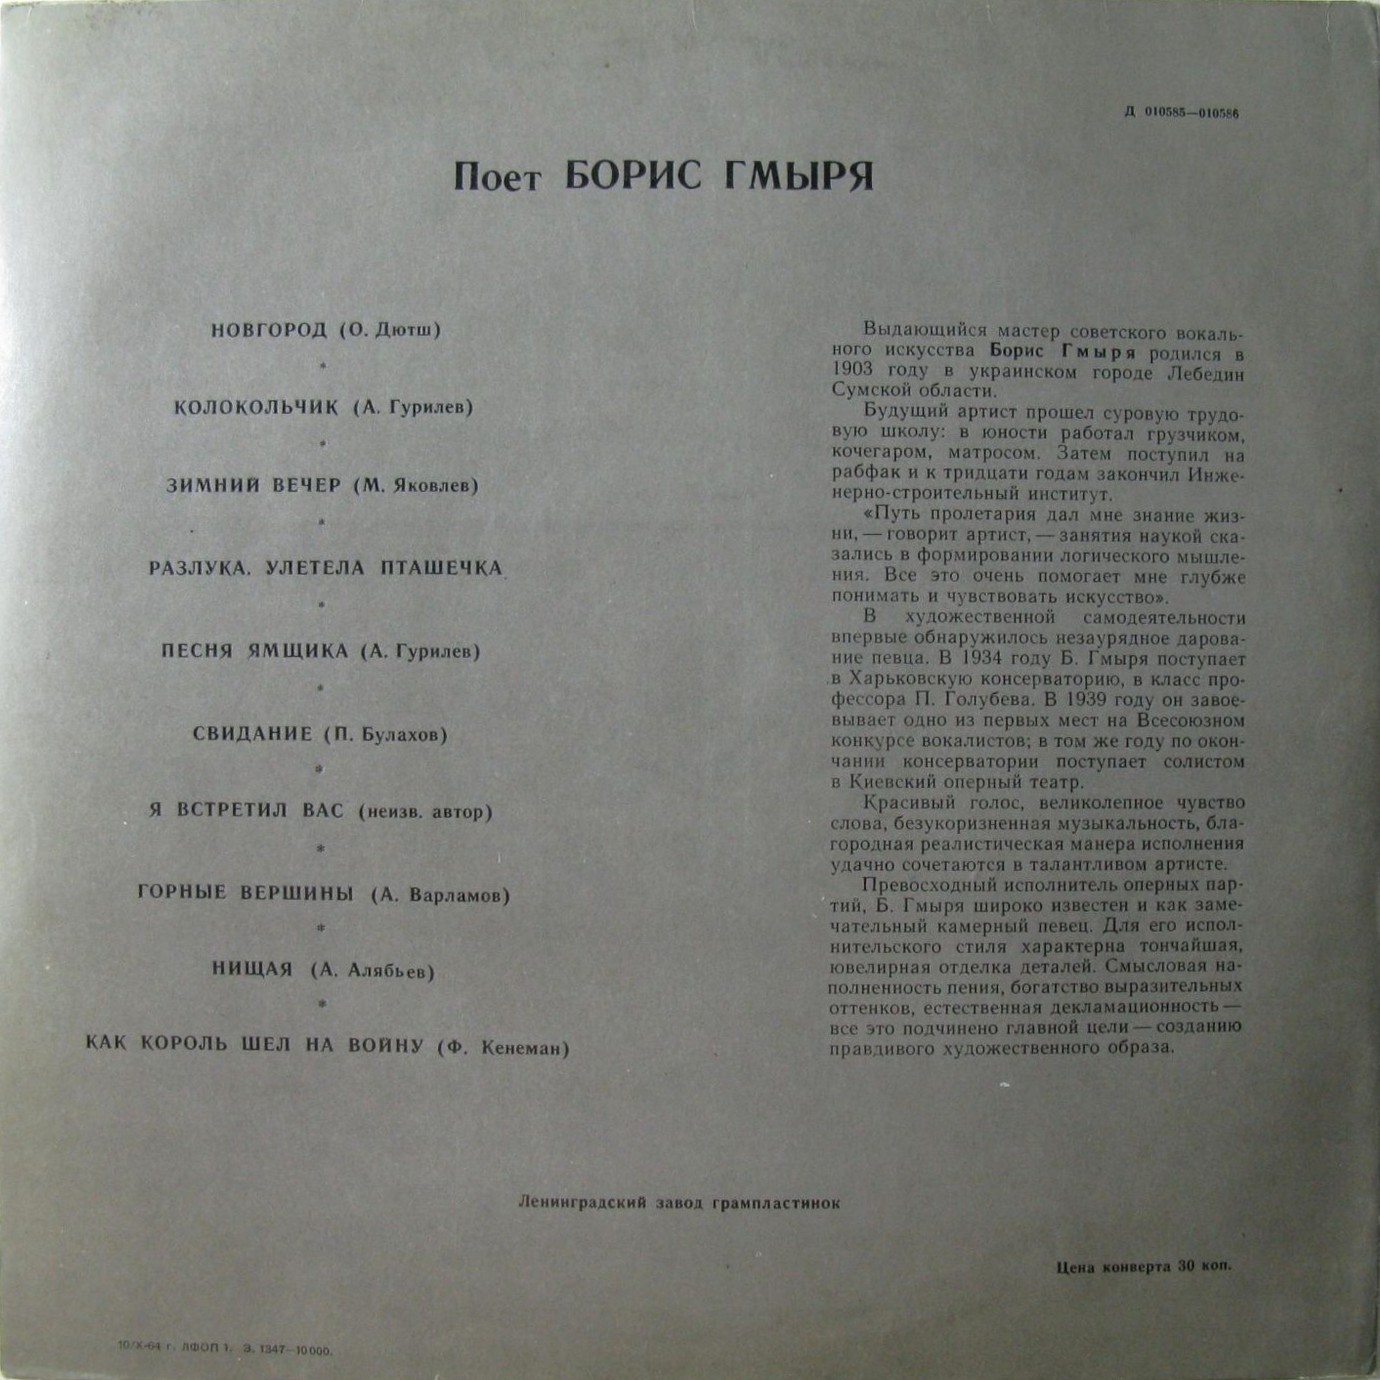 Д 010585—010586
Поет БОРИС ГМЫРЯ
НОВГОРОД (О. Дютш)
*
КОЛОКОЛЬЧИК (А. Гурилев)
*
ЗИМНИЙ ВЕЧЕР (М. Яковлев)
*
РАЗЛУКА. УЛЕТЕЛА ПТАШЕЧКА
*
ПЕСНЯ ЯМЩИКА (А. Гурилев)
*
СВИДАНИЕ (П. Булахов)
*
Я ВСТРЕТИЛ ВАС (неизв. автор)
*
ГОРНЫЕ ВЕРШИНЫ (А. Варламов)
*
НИЩАЯ (А. Алябьев)
*
КАК КОРОЛЬ ШЕЛ НА ВОЙНУ (Ф. Кенеман)
Выдающийся мастер советского вокаль-
ного искусства Борис Гмыря родился в
1903 году в украинском городе Лебедин
Сумской области.
Будущий артист прошел суровую трудо-
вую школу: в юности работал грузчиком,
кочегаром, матросом. Затем поступил на
рабфак и к тридцати годам закончил Инже-
нерно-строительный институт.
«Путь пролетария дал мне знание жиз-
ни, — говорит артист, — занятия наукой ска-
зались в формировании логического мышле-
ния. Все это очень помогает мне глубже
понимать и чувствовать искусство».
В художественной самодеятельности
впервые обнаружилось незаурядное дарова-
ние певца. В 1934 году Б. Гмыря поступает
в Харьковскую консерваторию, в класс про-
фессора П. Голубева. В 1939 году он завое-
вывает одно из первых мест на Всесоюзном
конкурсе вокалистов; в том же году по окон-
чании консерватории поступает солистом
в Киевский оперный театр.
Красивый голос, великолепное чувство
слова, безукоризненная музыкальность, бла-
городная реалистическая манера исполнения
удачно сочетаются в талантливом артисте.
Превосходный исполнитель оперных пар-
тий, Б. Гмыря широко известен и как заме-
чательный камерный певец. Для его испол-
нительского стиля характерна тончайшая,
ювелирная отделка деталей. Смысловая на-
полненность пения, богатство выразительных
оттенков, естественная декламационность —
все это подчинено главной цели — созданию
правдивого художественного образа.
Ленинградский завод грампластинок
Цена конверта 30 коп.
10/X-64 г. ЛФОП 1. Э. 1347—10000.